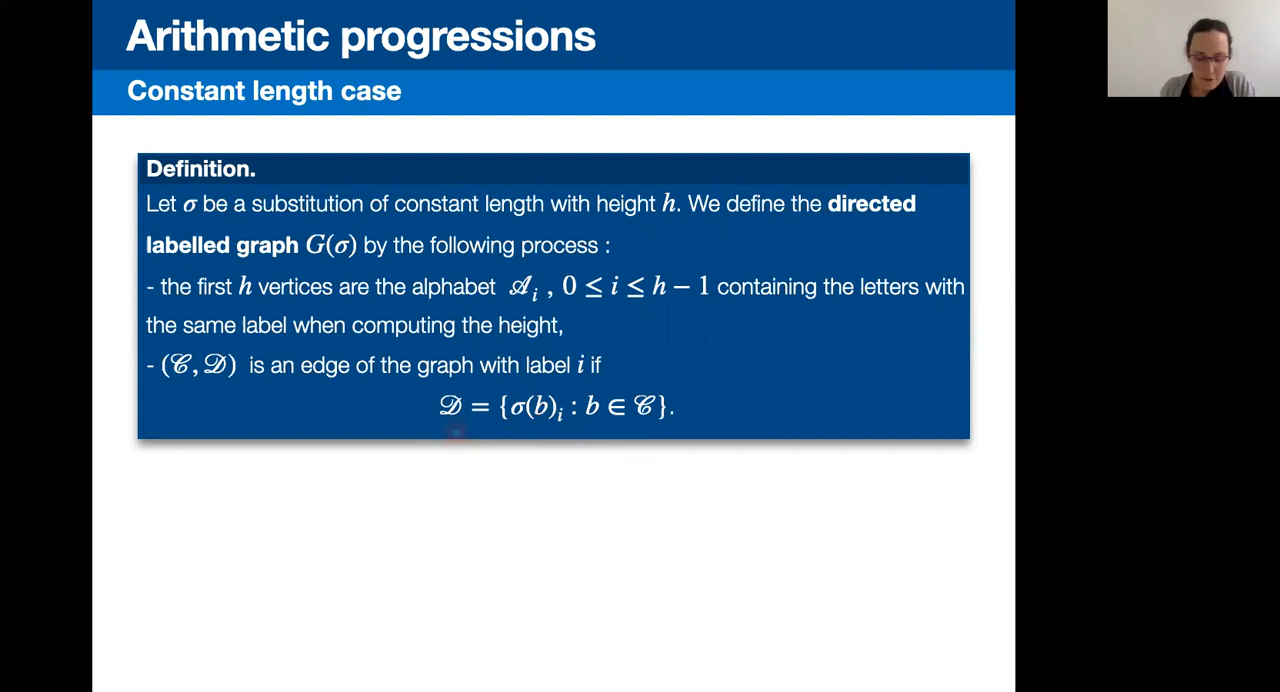 Arithmetic progressions
Constant length case
Definition.
Let σ be a substitution of constant length with height h. We define the directed
labelled graph G(σ) by the following process :
- the first h vertices are the alphabet 𝒜ᵢ , 0 ≤ i ≤ h − 1 containing the letters with
the same label when computing the height,
- (𝒞, 𝒟) is an edge of the graph with label i if
𝒟 = {σ(b)ᵢ : b ∈ 𝒞}.